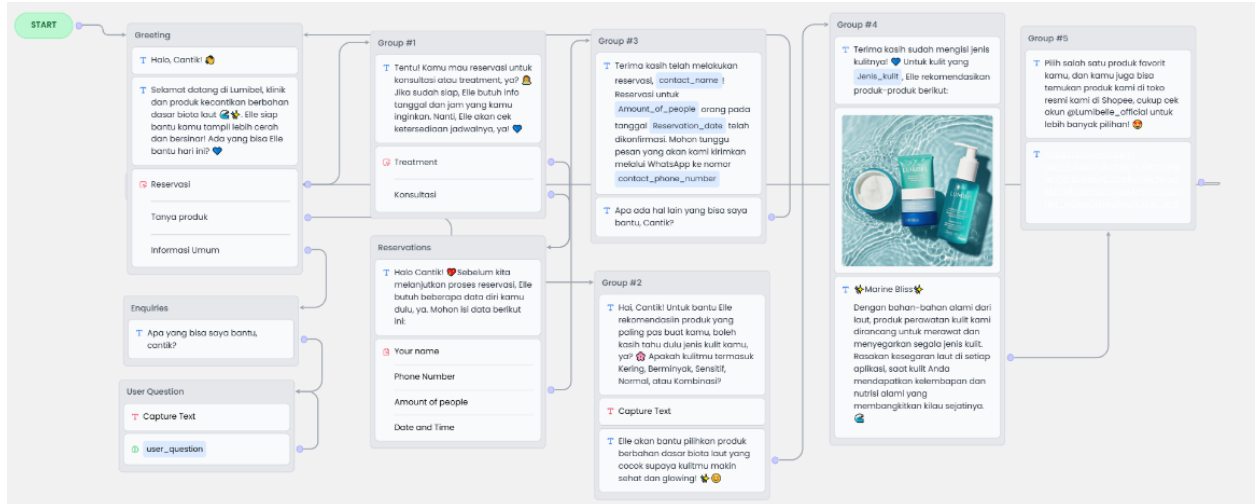 START
Greeting
Halo, Cantik!
Selamat datang di Lumibel, klinik
dan produk kecantikan berbahan
dasar biota laut. Elle siap
bantu kamu tampil lebih cerah
dan bersinar! Ada yang bisa Elle
bantu hari ini?
Reservasi
Tanya produk
Informasi Umum
Enquiries
Apa yang bisa saya bantu,
cantik?
User Question
Capture Text
user_question
Group #1
Tentu! Kamu mau reservasi untuk
konsultasi atau treatment, ya?
Jika sudah siap, Elle butuh info
tanggal dan jam yang kamu
inginkan. Nanti, Elle akan cek
ketersediaan jadwalnya, ya!
Treatment
Konsultasi
Reservations
Halo Cantik! Sebelum kita
melanjutkan proses reservasi, Elle
butuh beberapa data diri kamu
dulu, ya. Mohon isi data berikut
ini:
Your name
Phone Number
Amount of people
Date and Time
Group #3
Terima kasih telah melakukan
reservasi, contact_name !
Reservasi untuk
Amount_of_people orang pada
tanggal Reservation_date telah
dikonfirmasi. Mohon tunggu
pesan yang akan kami kirimkan
melalui WhatsApp ke nomor
contact_phone_number
Apa ada hal lain yang bisa saya
bantu, Cantik?
Group #2
Hai, Cantik! Untuk bantu Elle
rekomendasiin produk yang
paling pas buat kamu, boleh
kasih tahu dulu jenis kulit kamu,
ya? Apakah kulitmu termasuk
Kering, Berminyak, Sensitif,
Normal, atau Kombinasi?
Capture Text
Elle akan bantu pilihkan produk
berbahan dasar biota laut yang
cocok supaya kulitmu makin
sehat dan glowing!
Group #4
Terima kasih sudah mengisi jenis
kulitnya! Untuk kulit yang
Jenis_kulit, Elle rekomendasikan
produk-produk berikut:
Marine Bliss
Dengan bahan-bahan alami dari
laut, produk perawatan kulit kami
dirancang untuk merawat dan
menyegarkan segala jenis kulit.
Rasakan kesegaran laut di setiap
aplikasi, saat kulit Anda
mendapatkan kelembapan dan
nutrisi alami yang
membangkitkan kilau sejatinya.
Group #5
Pilih salah satu produk favorit
kamu, dan kamu juga bisa
temukan produk kami di toko
resmi kami di Shopee, cukup cek
akun @Lumibelle_official untuk
lebih banyak pilihan!